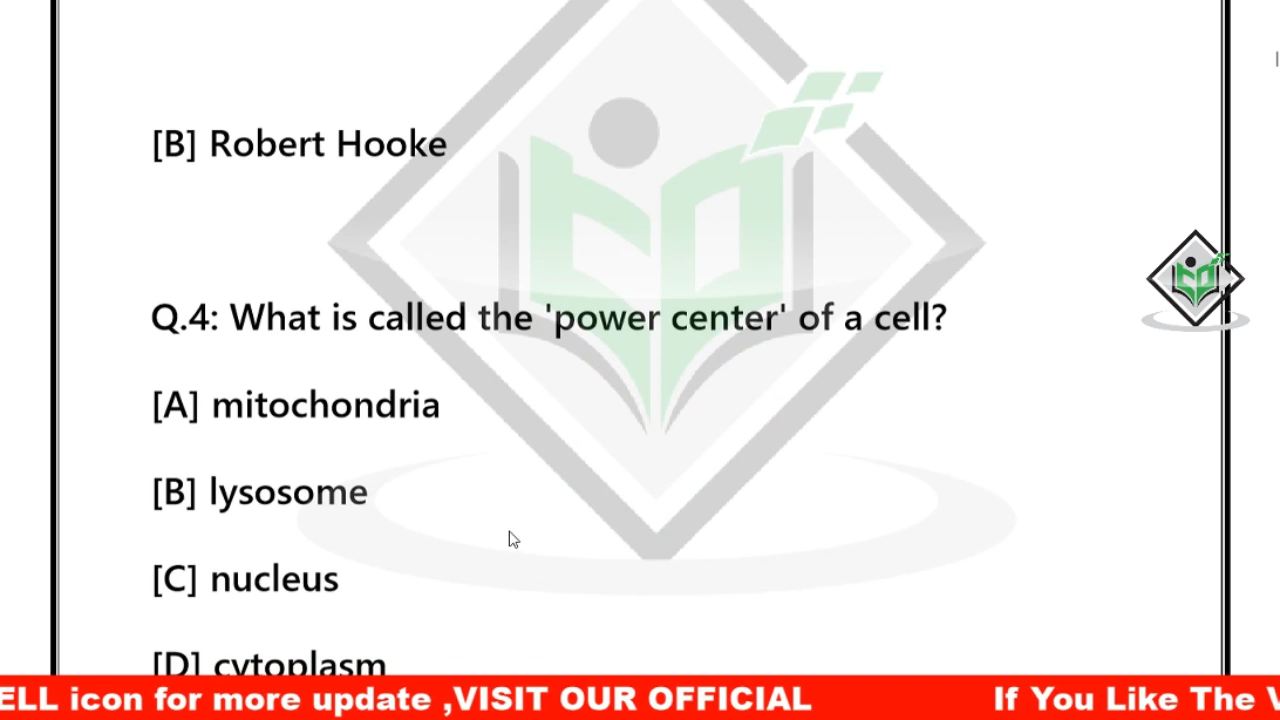 [B] Robert Hooke
Q.4: What is called the 'power center' of a cell?
[A] mitochondria
[B] lysosome
[C] nucleus
[D] cytoplasm
ELL icon for more update ,VISIT OUR OFFICIAL If You Like The V